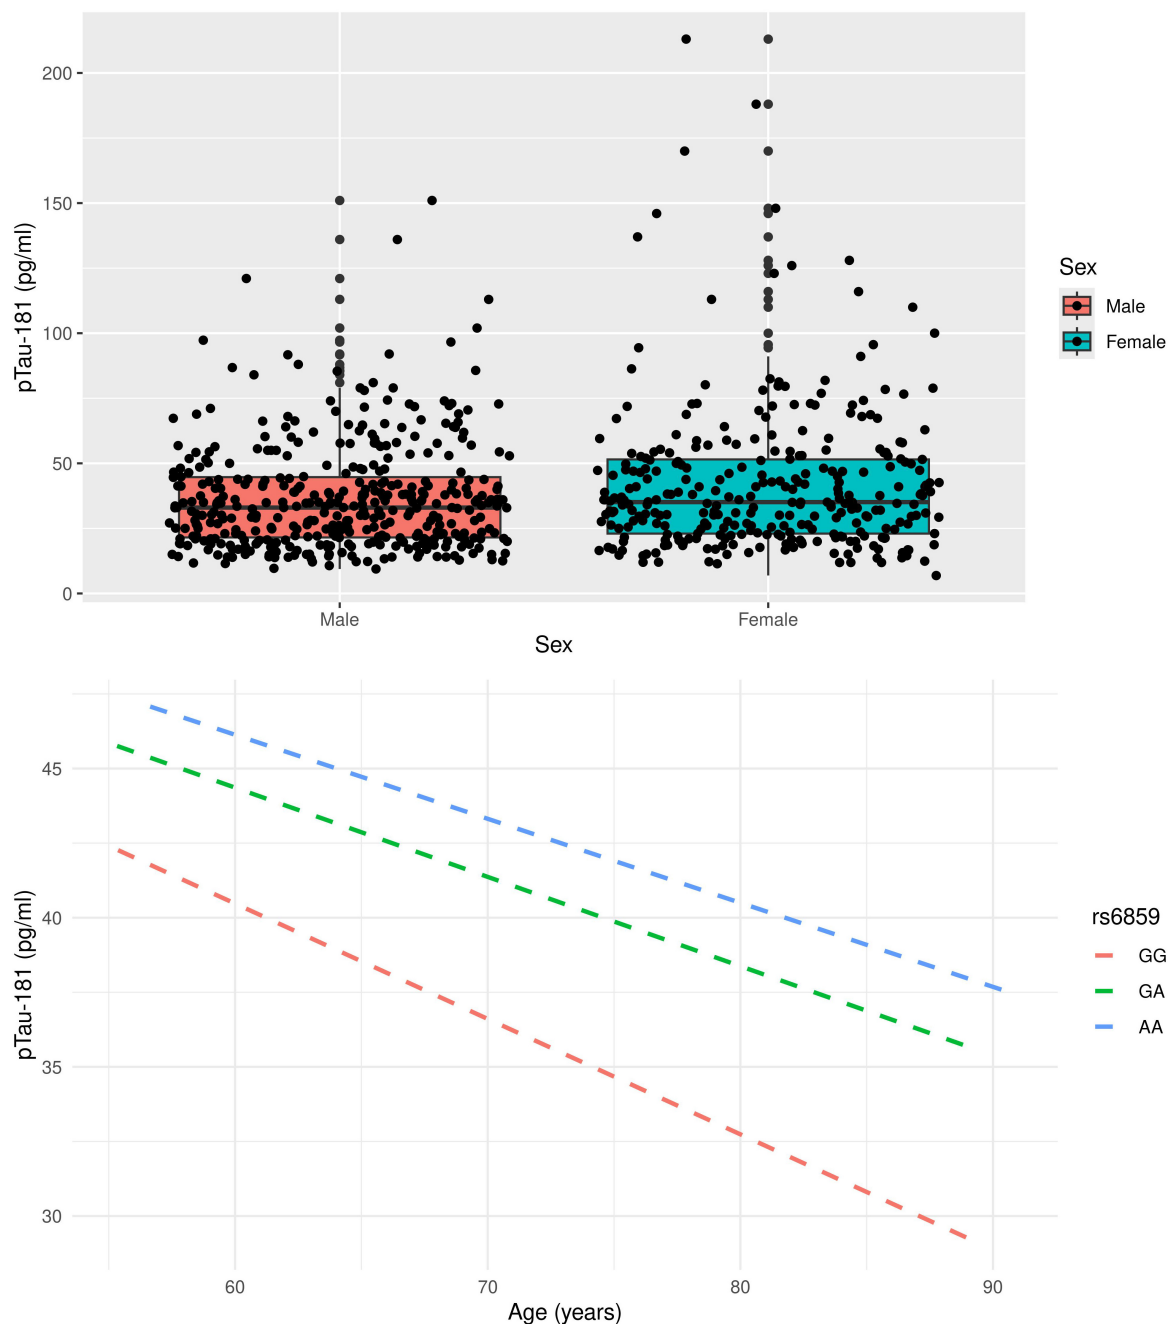 200
150
100
50
0
pTau-181 (pg/ml)
Male
Female
Sex
Sex
Male
Female
45
40
35
30
pTau-181 (pg/ml)
60
70
80
90
Age (years)
rs6859
GG
GA
AA